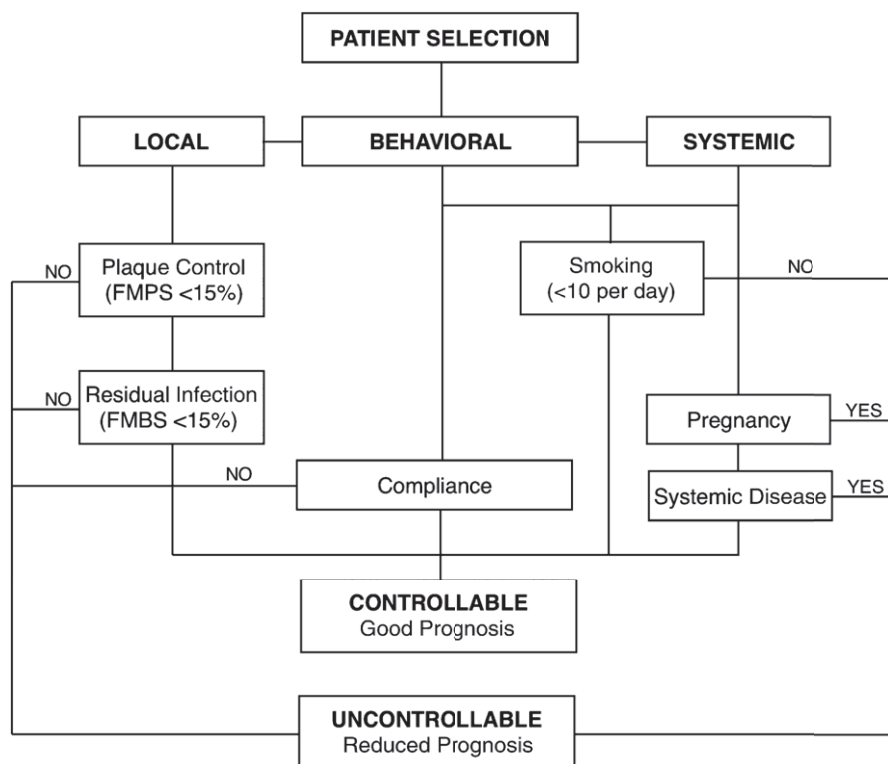 PATIENT SELECTION
LOCAL
BEHAVIORAL
SYSTEMIC
NO
Plaque Control
(FMPS <15%)
Smoking
(<10 per day)
NO
NO
Residual Infection
(FMBS <15%)
Pregnancy
YES
NO
Compliance
Systemic Disease
YES
CONTROLLABLE
Good Prognosis
UNCONTROLLABLE
Reduced Prognosis